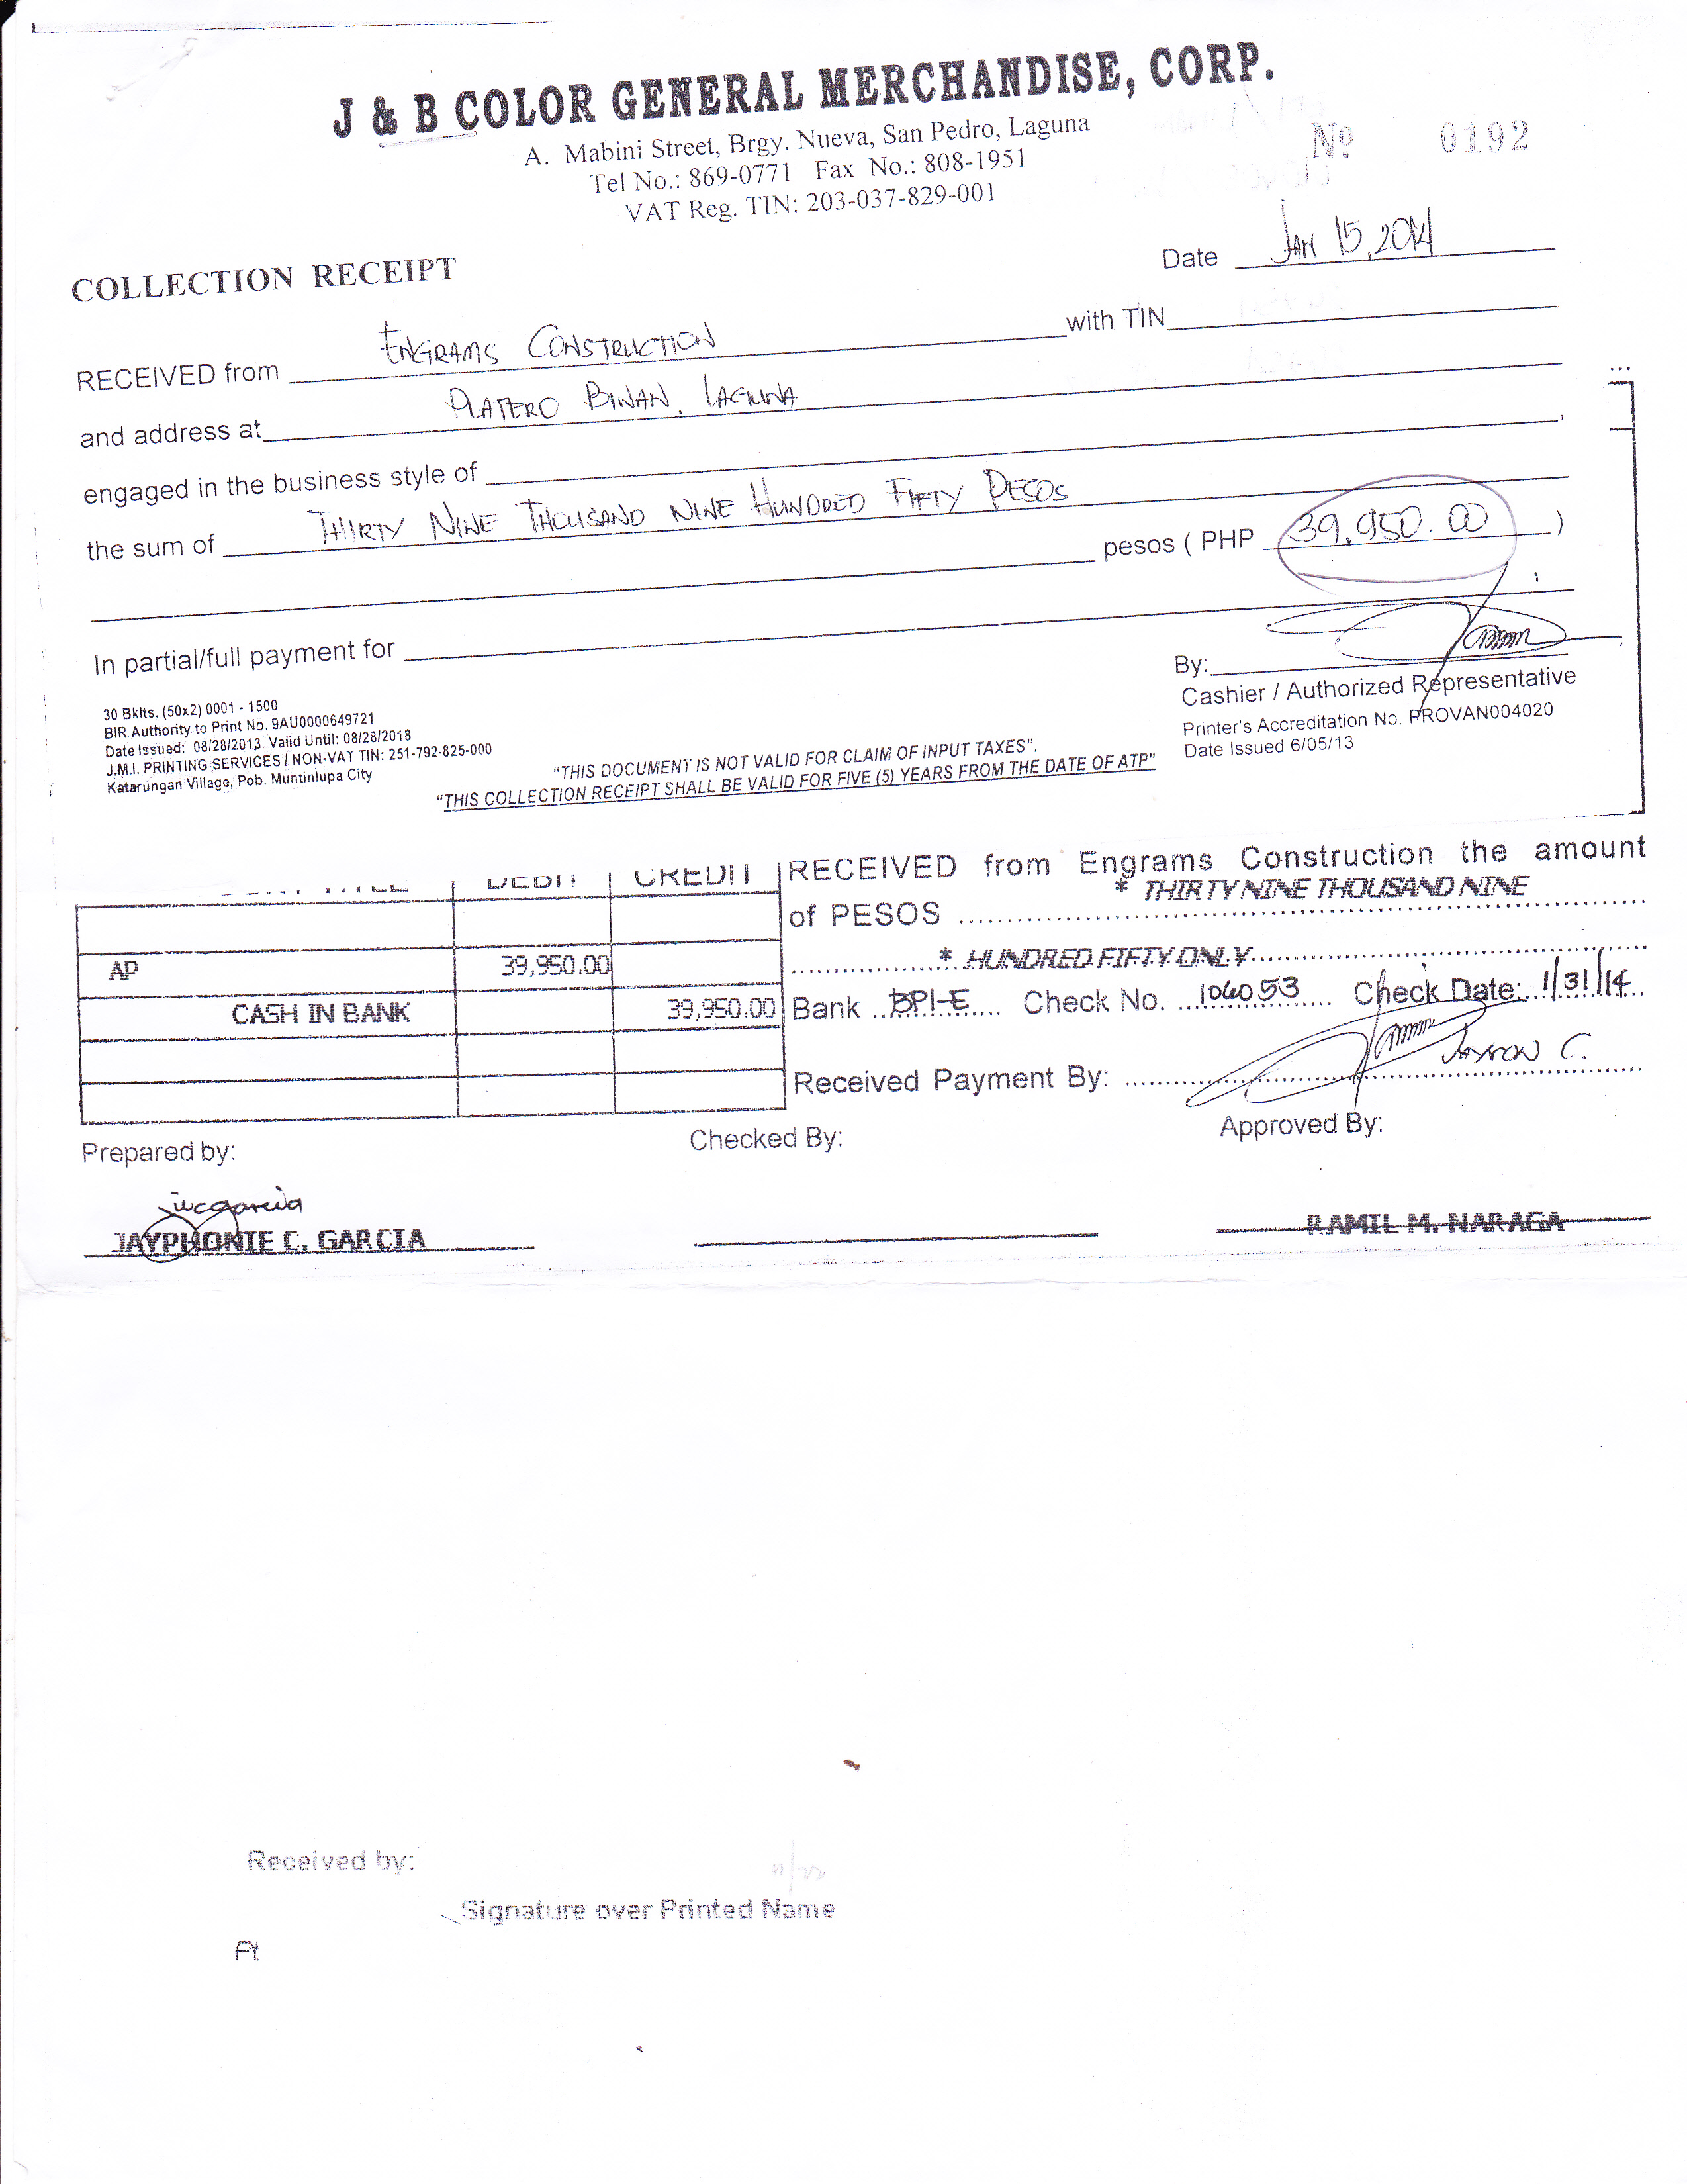 J & B COLOR GENERAL MERCHANDISE, CORP.
A. Mabini Street, Brgy. Nueva, San Pedro, Laguna
Tel No.: 869-0771 Fax No.: 808-1951
VAT Reg. TIN: 203-037-829-001
Nº 0192
Date JAN 15, 2014
COLLECTION RECEIPT
RECEIVED from ENGRAMS CONSTRUCTION with TIN
and address at PLATERO BINAN, LAGUNA
engaged in the business style of ,
the sum of THIRTY NINE THOUSAND NINE HUNDRED FIFTY PESOS
pesos ( PHP 39,950.00 )
In partial/full payment for
By:
Cashier / Authorized Representative
Printer's Accreditation No. PROVAN004020
Date Issued 6/05/13
30 Bklts. (50x2) 0001 - 1500
BIR Authority to Print No. 9AU0000649721
Date Issued: 08/28/2013 Valid Until: 08/28/2018
J.M.I. PRINTING SERVICES / NON-VAT TIN: 251-792-825-000
Katarungan Village, Pob. Muntinlupa City
"THIS DOCUMENT IS NOT VALID FOR CLAIM OF INPUT TAXES".
"THIS COLLECTION RECEIPT SHALL BE VALID FOR FIVE (5) YEARS FROM THE DATE OF ATP"
DEBIT CREDIT
AP 39,950.00
CASH IN BANK 39,950.00
RECEIVED from Engrams Construction the amount
* THIRTY NINE THOUSAND NINE
of PESOS
* HUNDRED FIFTY ONLY
Bank BPI-E Check No. 106053 Check Date: 1/31/14
Received Payment By: JAYRON C.
Prepared by: Checked By: Approved By:
jucgarcia
JAYPHONIE C. GARCIA
RAMIL M. NARAGA
Received by:
Signature over Printed Name